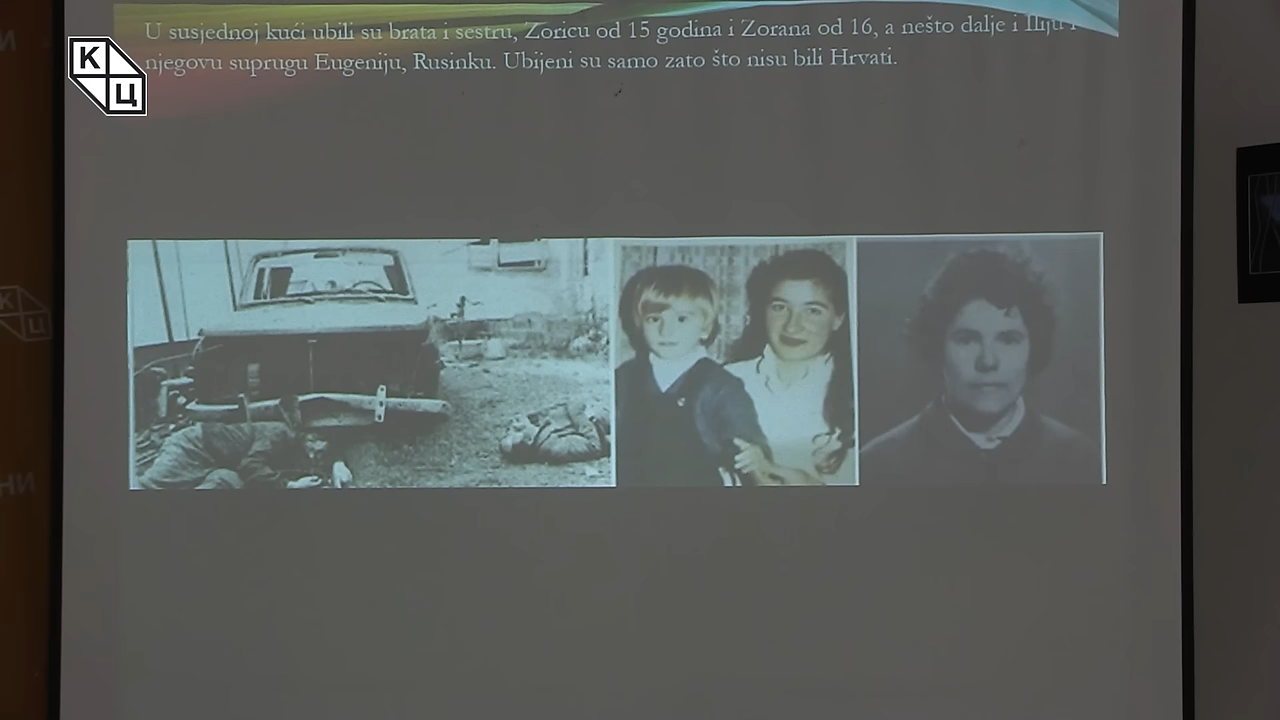 U susjednoj kući ubili su brata i sestru, Zoricu od 15 godina i Zorana od 16, a nešto dalje i Iliju i
njegovu suprugu Eugeniju, Rusinku. Ubijeni su samo zato što nisu bili Hrvati.
К
Ц
К
Ц
НИ